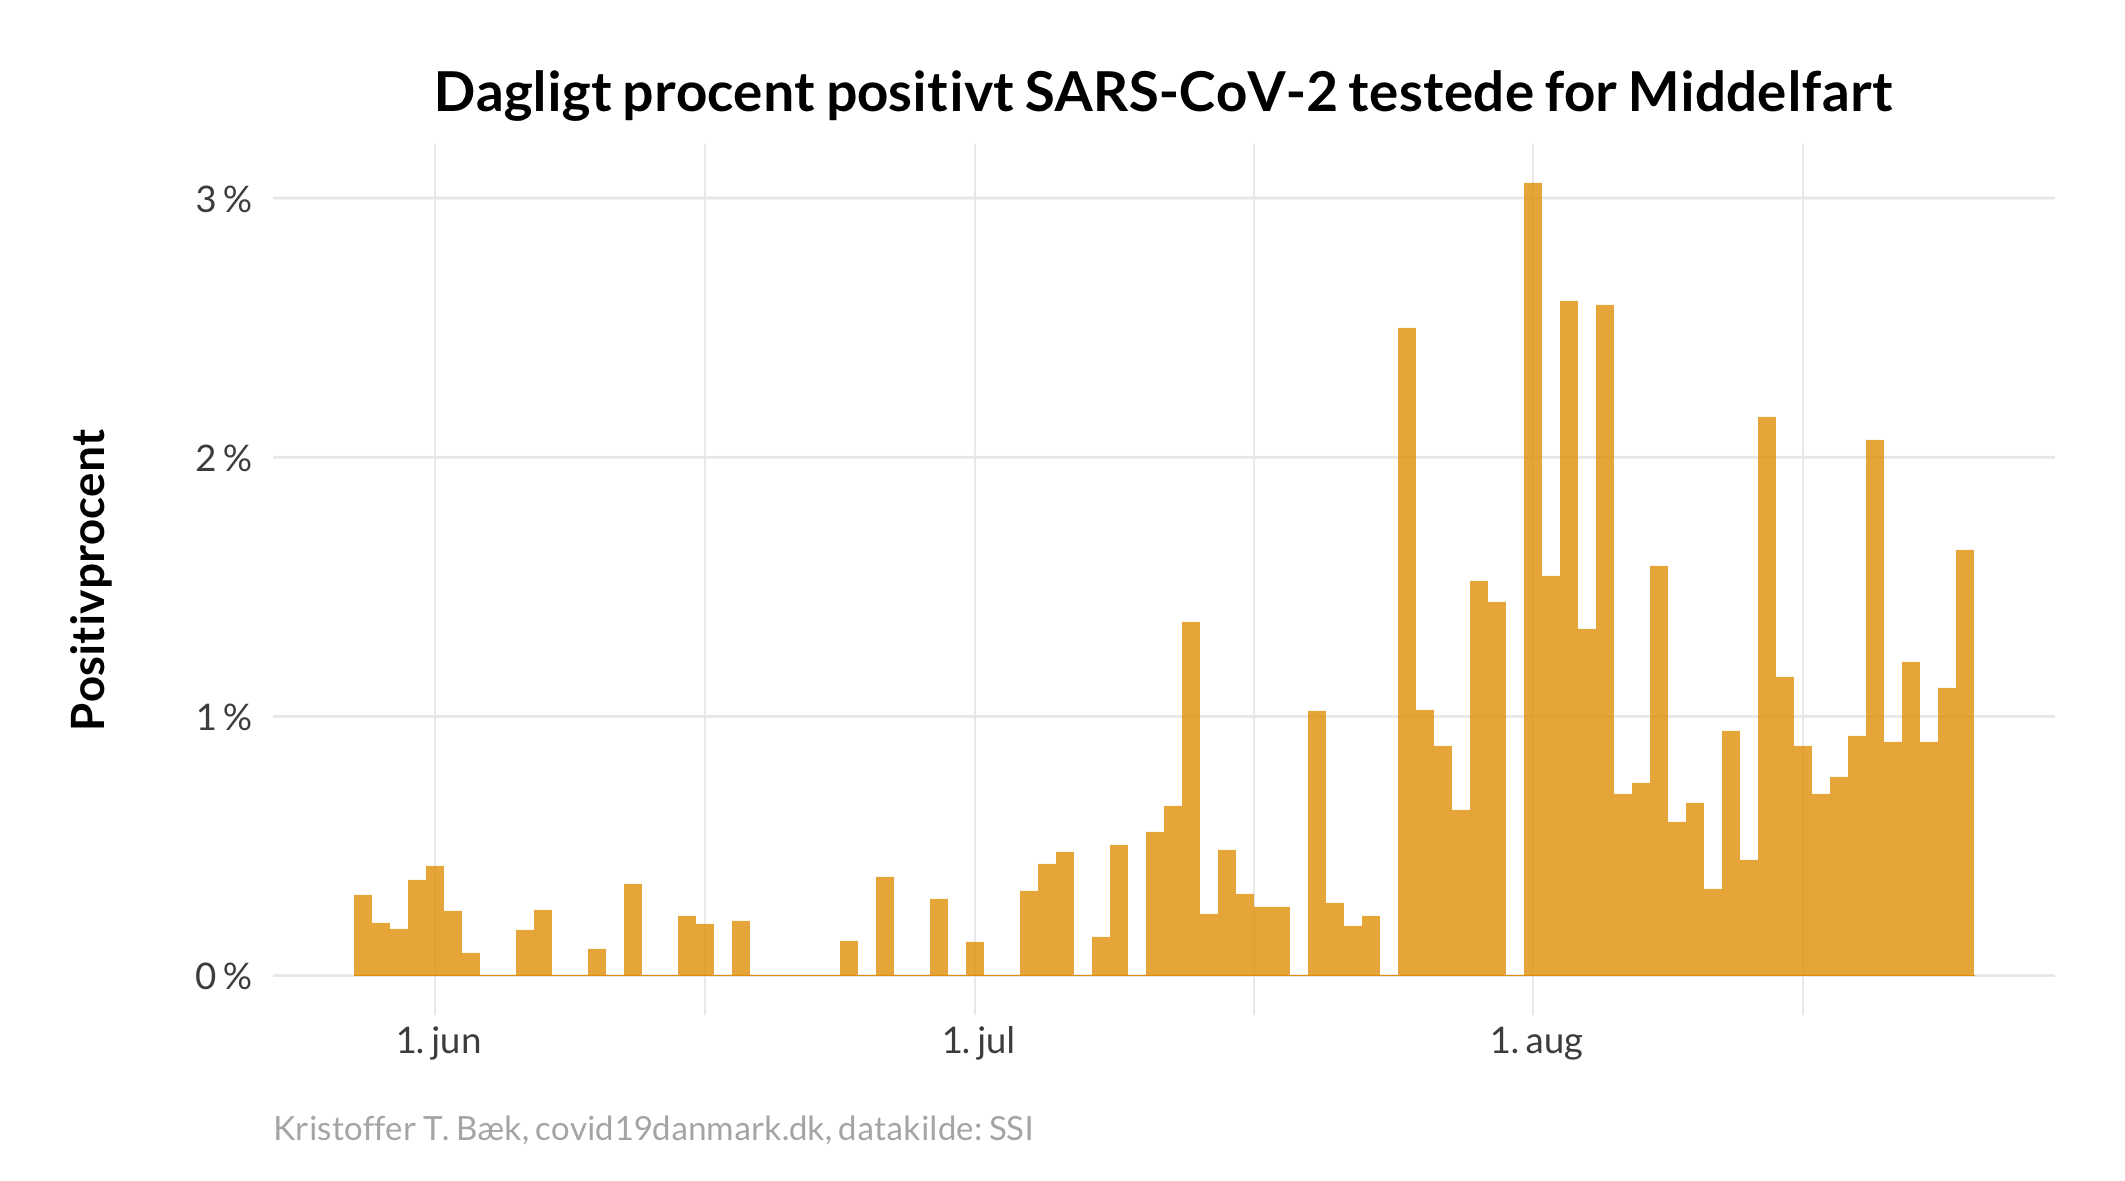 Dagligt procent positivt SARS-CoV-2 testede for Middelfart
Positivprocent
3 %
2 %
1 %
0 %
1. jun
1. jul
1. aug
Kristoffer T. Bæk, covid19danmark.dk, datakilde: SSI